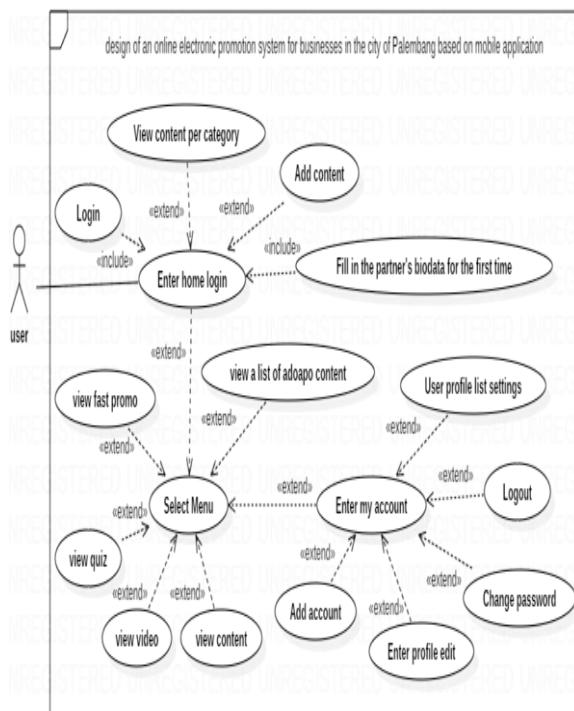 design of an online electronic promotion system for businesses in the city of Palembang based on mobile application
View content per category
Add content
Login
«extend»
«extend»
«include»
«include»
Fill in the partner's biodata for the first time
Enter home login
user
«extend»
view a list of adoapo content
User profile list settings
view fast promo
«extend»
«extend»
«extend»
«extend»
Select Menu
«extend»
Enter my account
Logout
«extend»
view quiz
«extend»
«extend»
«extend»
«extend»
Change password
Add account
«extend»
view video
view content
Enter profile edit
UNREGISTERED UNREGISTERED UNREGISTERED